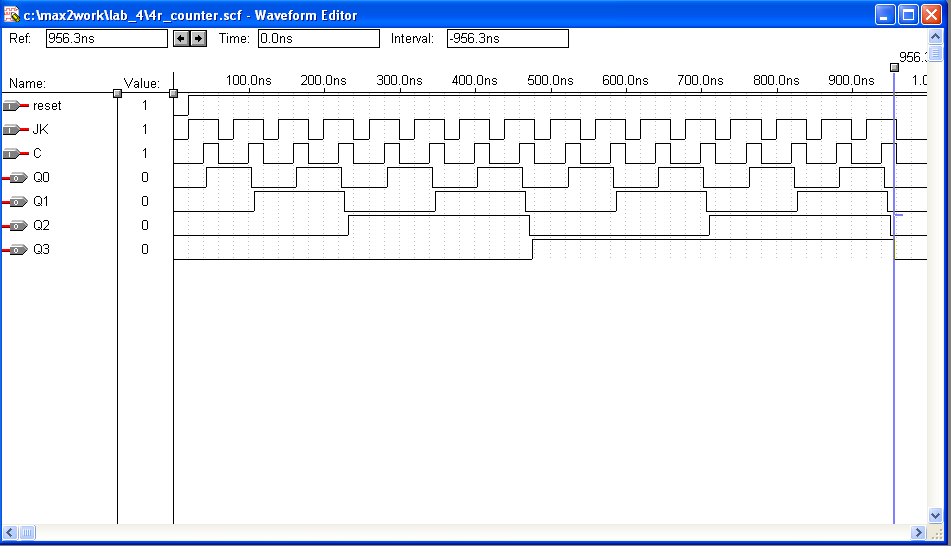 c:\max2work\lab_4\4r_counter.scf - Waveform Editor
Ref: 956.3ns Time: 0.0ns Interval: -956.3ns
956.3
Name: Value: 100.0ns 200.0ns 300.0ns 400.0ns 500.0ns 600.0ns 700.0ns 800.0ns 900.0ns 1.0
reset 1
JK 1
C 1
Q0 0
Q1 0
Q2 0
Q3 0